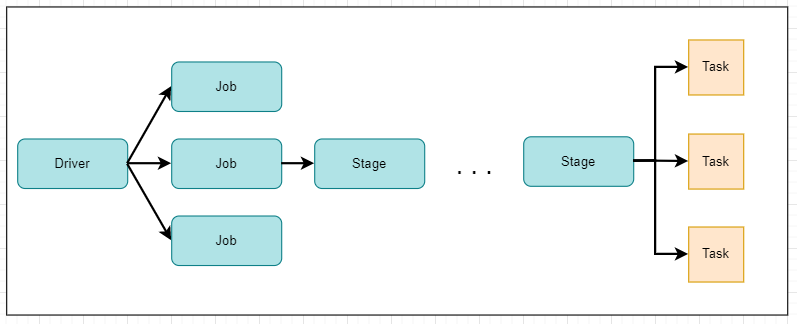 Driver
Job
Job
Job
Stage
. . .
Stage
Task
Task
Task